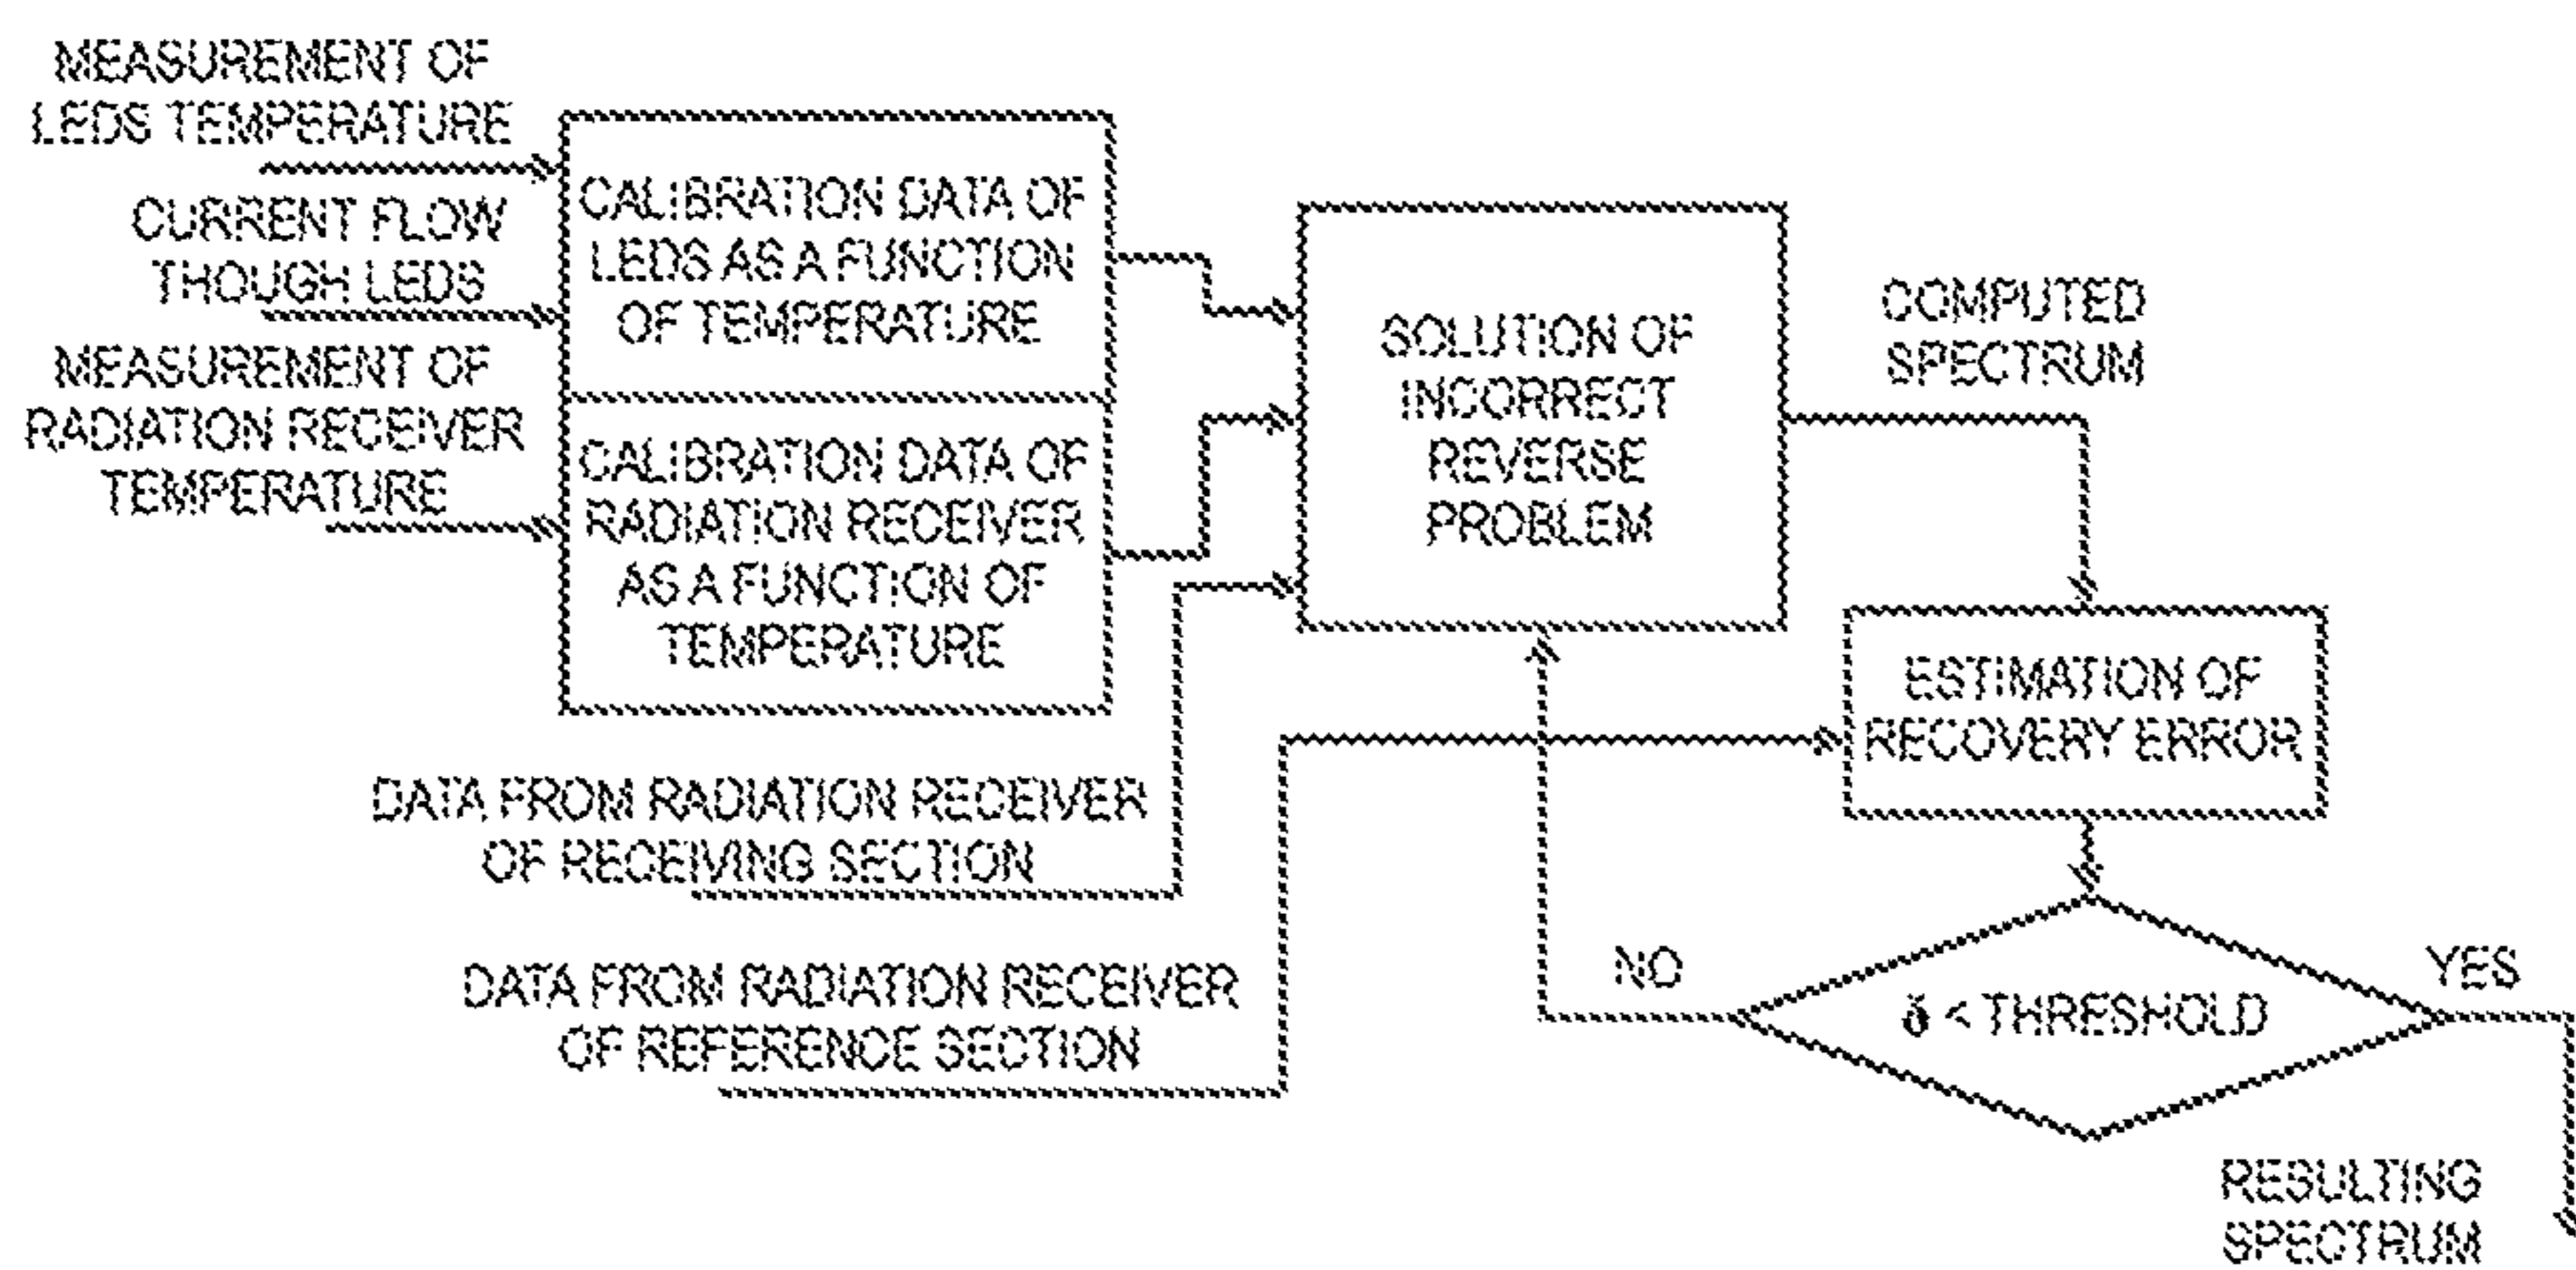 MEASUREMENT OF
LEDS TEMPERATURE
CURRENT FLOW
THOUGH LEDS
MEASUREMENT OF
RADIATION RECEIVER
TEMPERATURE
CALIBRATION DATA OF
LEDS AS A FUNCTION
OF TEMPERATURE
CALIBRATION DATA OF
RADIATION RECEIVER
AS A FUNCTION OF
TEMPERATURE
DATA FROM RADIATION RECEIVER
OF RECEIVING SECTION
DATA FROM RADIATION RECEIVER
OF REFERENCE SECTION
SOLUTION OF
INCORRECT
REVERSE
PROBLEM
COMPUTED
SPECTRUM
ESTIMATION OF
RECOVERY ERROR
NO
δ < THRESHOLD
YES
RESULTING
SPECTRUM